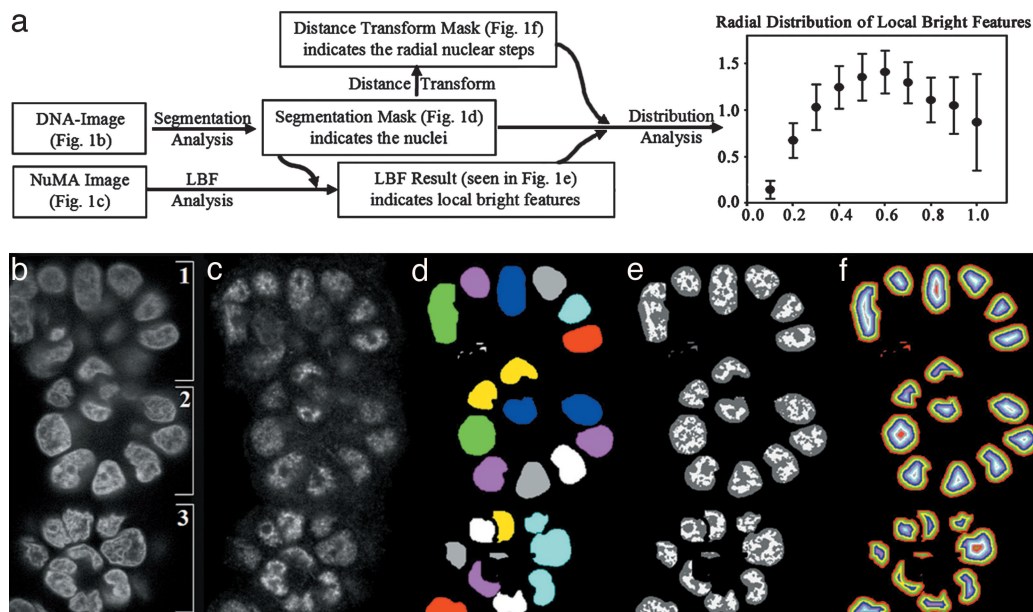 a
Distance Transform Mask (Fig. 1f)
indicates the radial nuclear steps
Distance Transform
DNA-Image
(Fig. 1b)
Segmentation
Analysis
Segmentation Mask (Fig. 1d)
indicates the nuclei
Distribution
Analysis
NuMA Image
(Fig. 1c)
LBF
Analysis
LBF Result (seen in Fig. 1e)
indicates local bright features
Radial Distribution of Local Bright Features
1.5
1.0
0.5
0.0
0.2 0.4 0.6 0.8 1.0
b
1
2
3
c
d
e
f